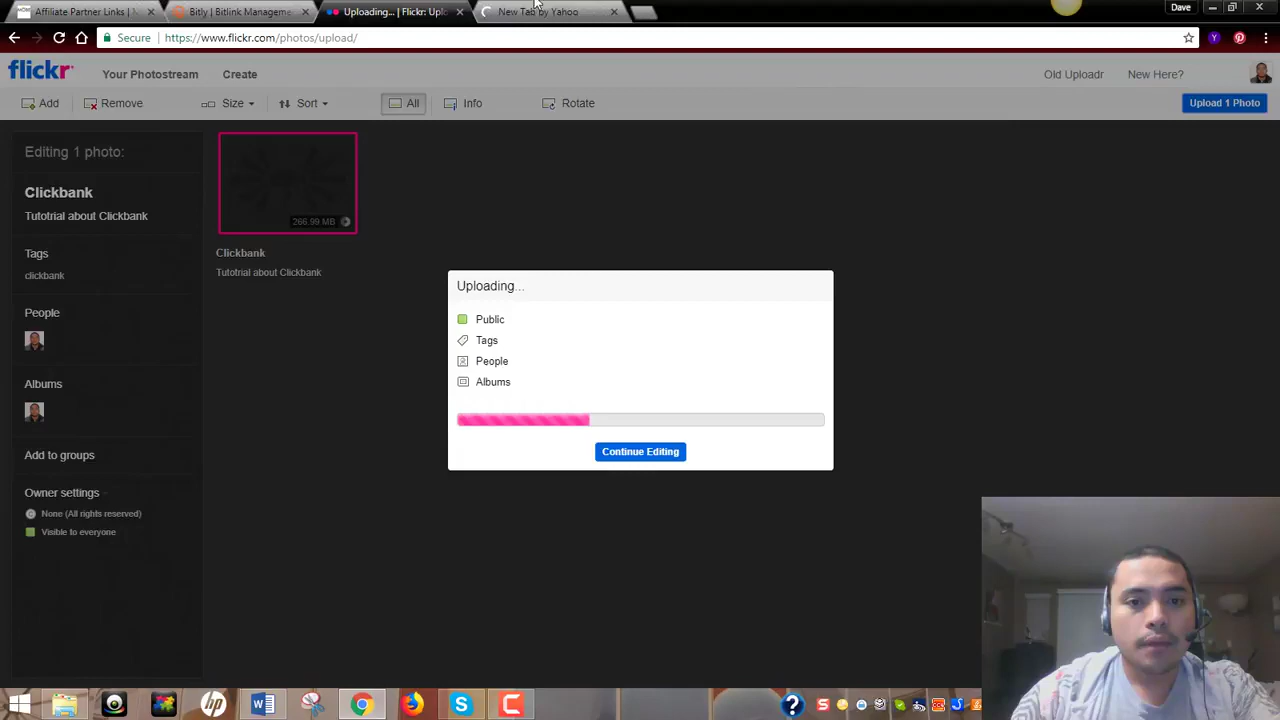 Affiliate Partner Links | N
Bitly | Bitlink Manageme
Uploading... | Flickr: Uplo
New Tab by Yahoo
Dave
Secure
https://www.flickr.com/photos/upload/
flickr
Your Photostream
Create
Old Uploadr
New Here?
Add
Remove
Size
Sort
All
Info
Rotate
Upload 1 Photo
Editing 1 photo:
Clickbank
Tutotrial about Clickbank
Tags
clickbank
People
Albums
Add to groups
Owner settings
None (All rights reserved)
Visible to everyone
266.99 MB
Clickbank
Tutotrial about Clickbank
Uploading...
Public
Tags
People
Albums
Continue Editing